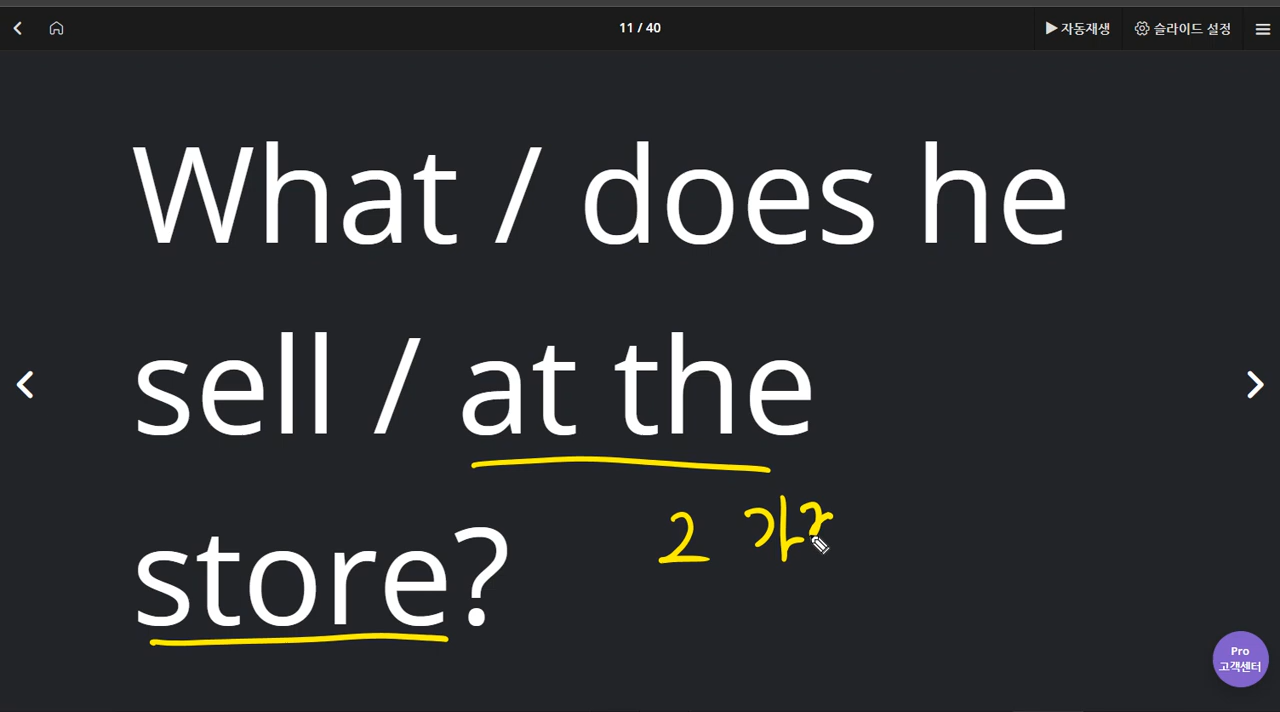 11 / 40
자동재생
슬라이드 설정
What / does he
sell / at the
store?
2 가
Pro
고객센터